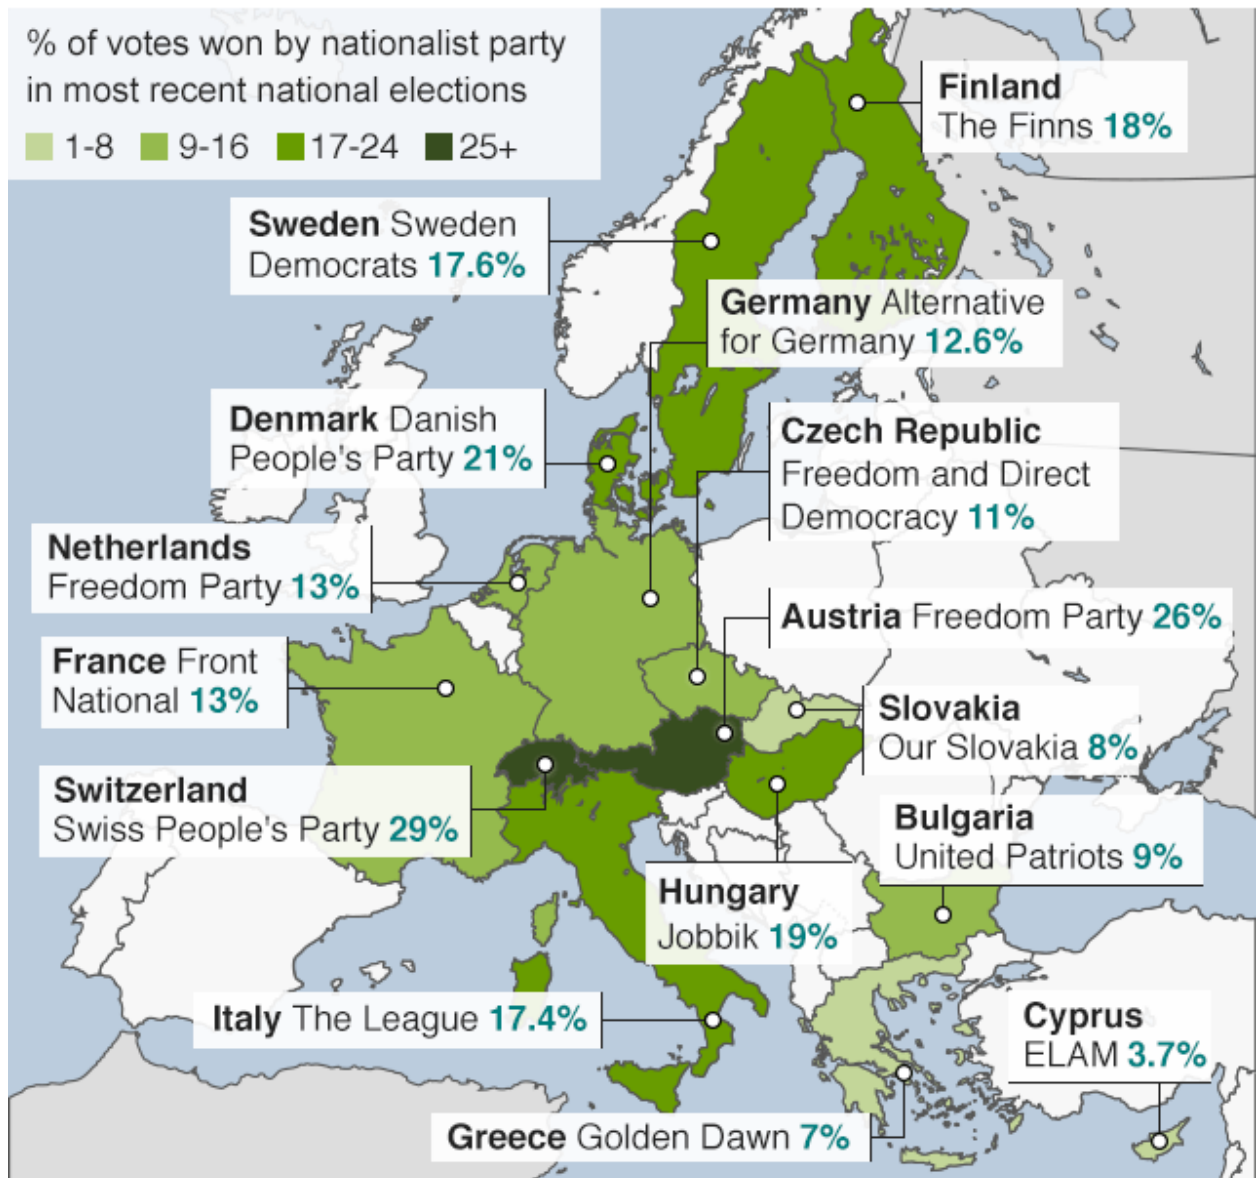 % of votes won by nationalist party
in most recent national elections
1-8 9-16 17-24 25+
Finland
The Finns 18%
Sweden Sweden
Democrats 17.6%
Germany Alternative
for Germany 12.6%
Denmark Danish
People's Party 21%
Czech Republic
Freedom and Direct
Democracy 11%
Netherlands
Freedom Party 13%
Austria Freedom Party 26%
France Front
National 13%
Slovakia
Our Slovakia 8%
Switzerland
Swiss People's Party 29%
Bulgaria
United Patriots 9%
Hungary
Jobbik 19%
Italy The League 17.4%
Cyprus
ELAM 3.7%
Greece Golden Dawn 7%